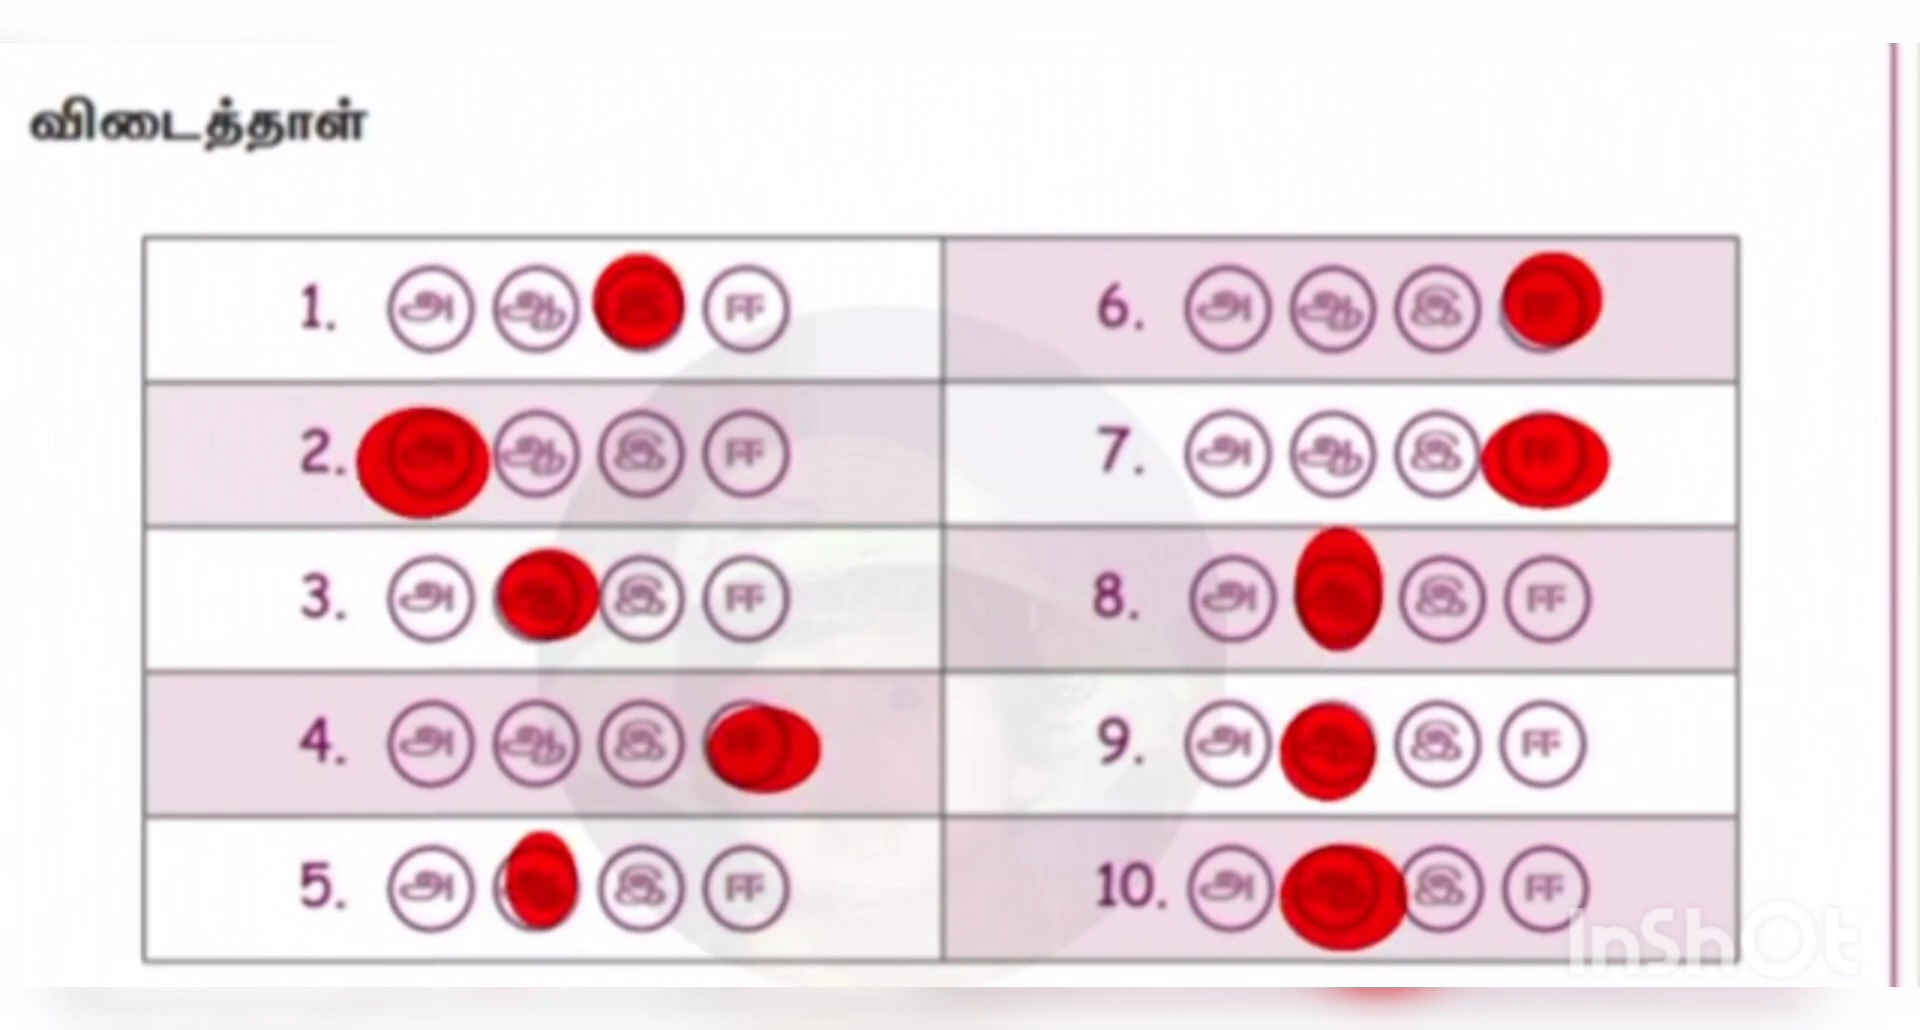 விடைத்தாள்
1. அ ஆ இ ஈ
6. அ ஆ இ ஈ
2. அ ஆ இ ஈ
7. அ ஆ இ ஈ
3. அ ஆ இ ஈ
8. அ ஆ இ ஈ
4. அ ஆ இ ஈ
9. அ ஆ இ ஈ
5. அ ஆ இ ஈ
10. அ ஆ இ ஈ
InShOt